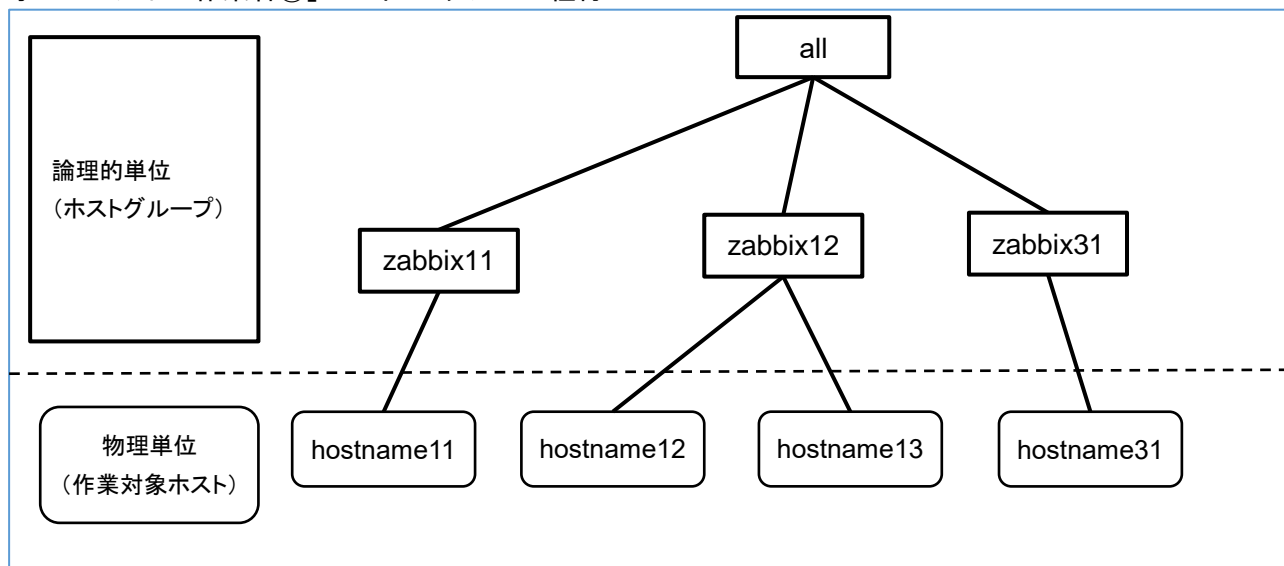 all
論理的単位
（ホストグループ）
zabbix11
zabbix12
zabbix31
物理単位
（作業対象ホスト）
hostname11
hostname12
hostname13
hostname31